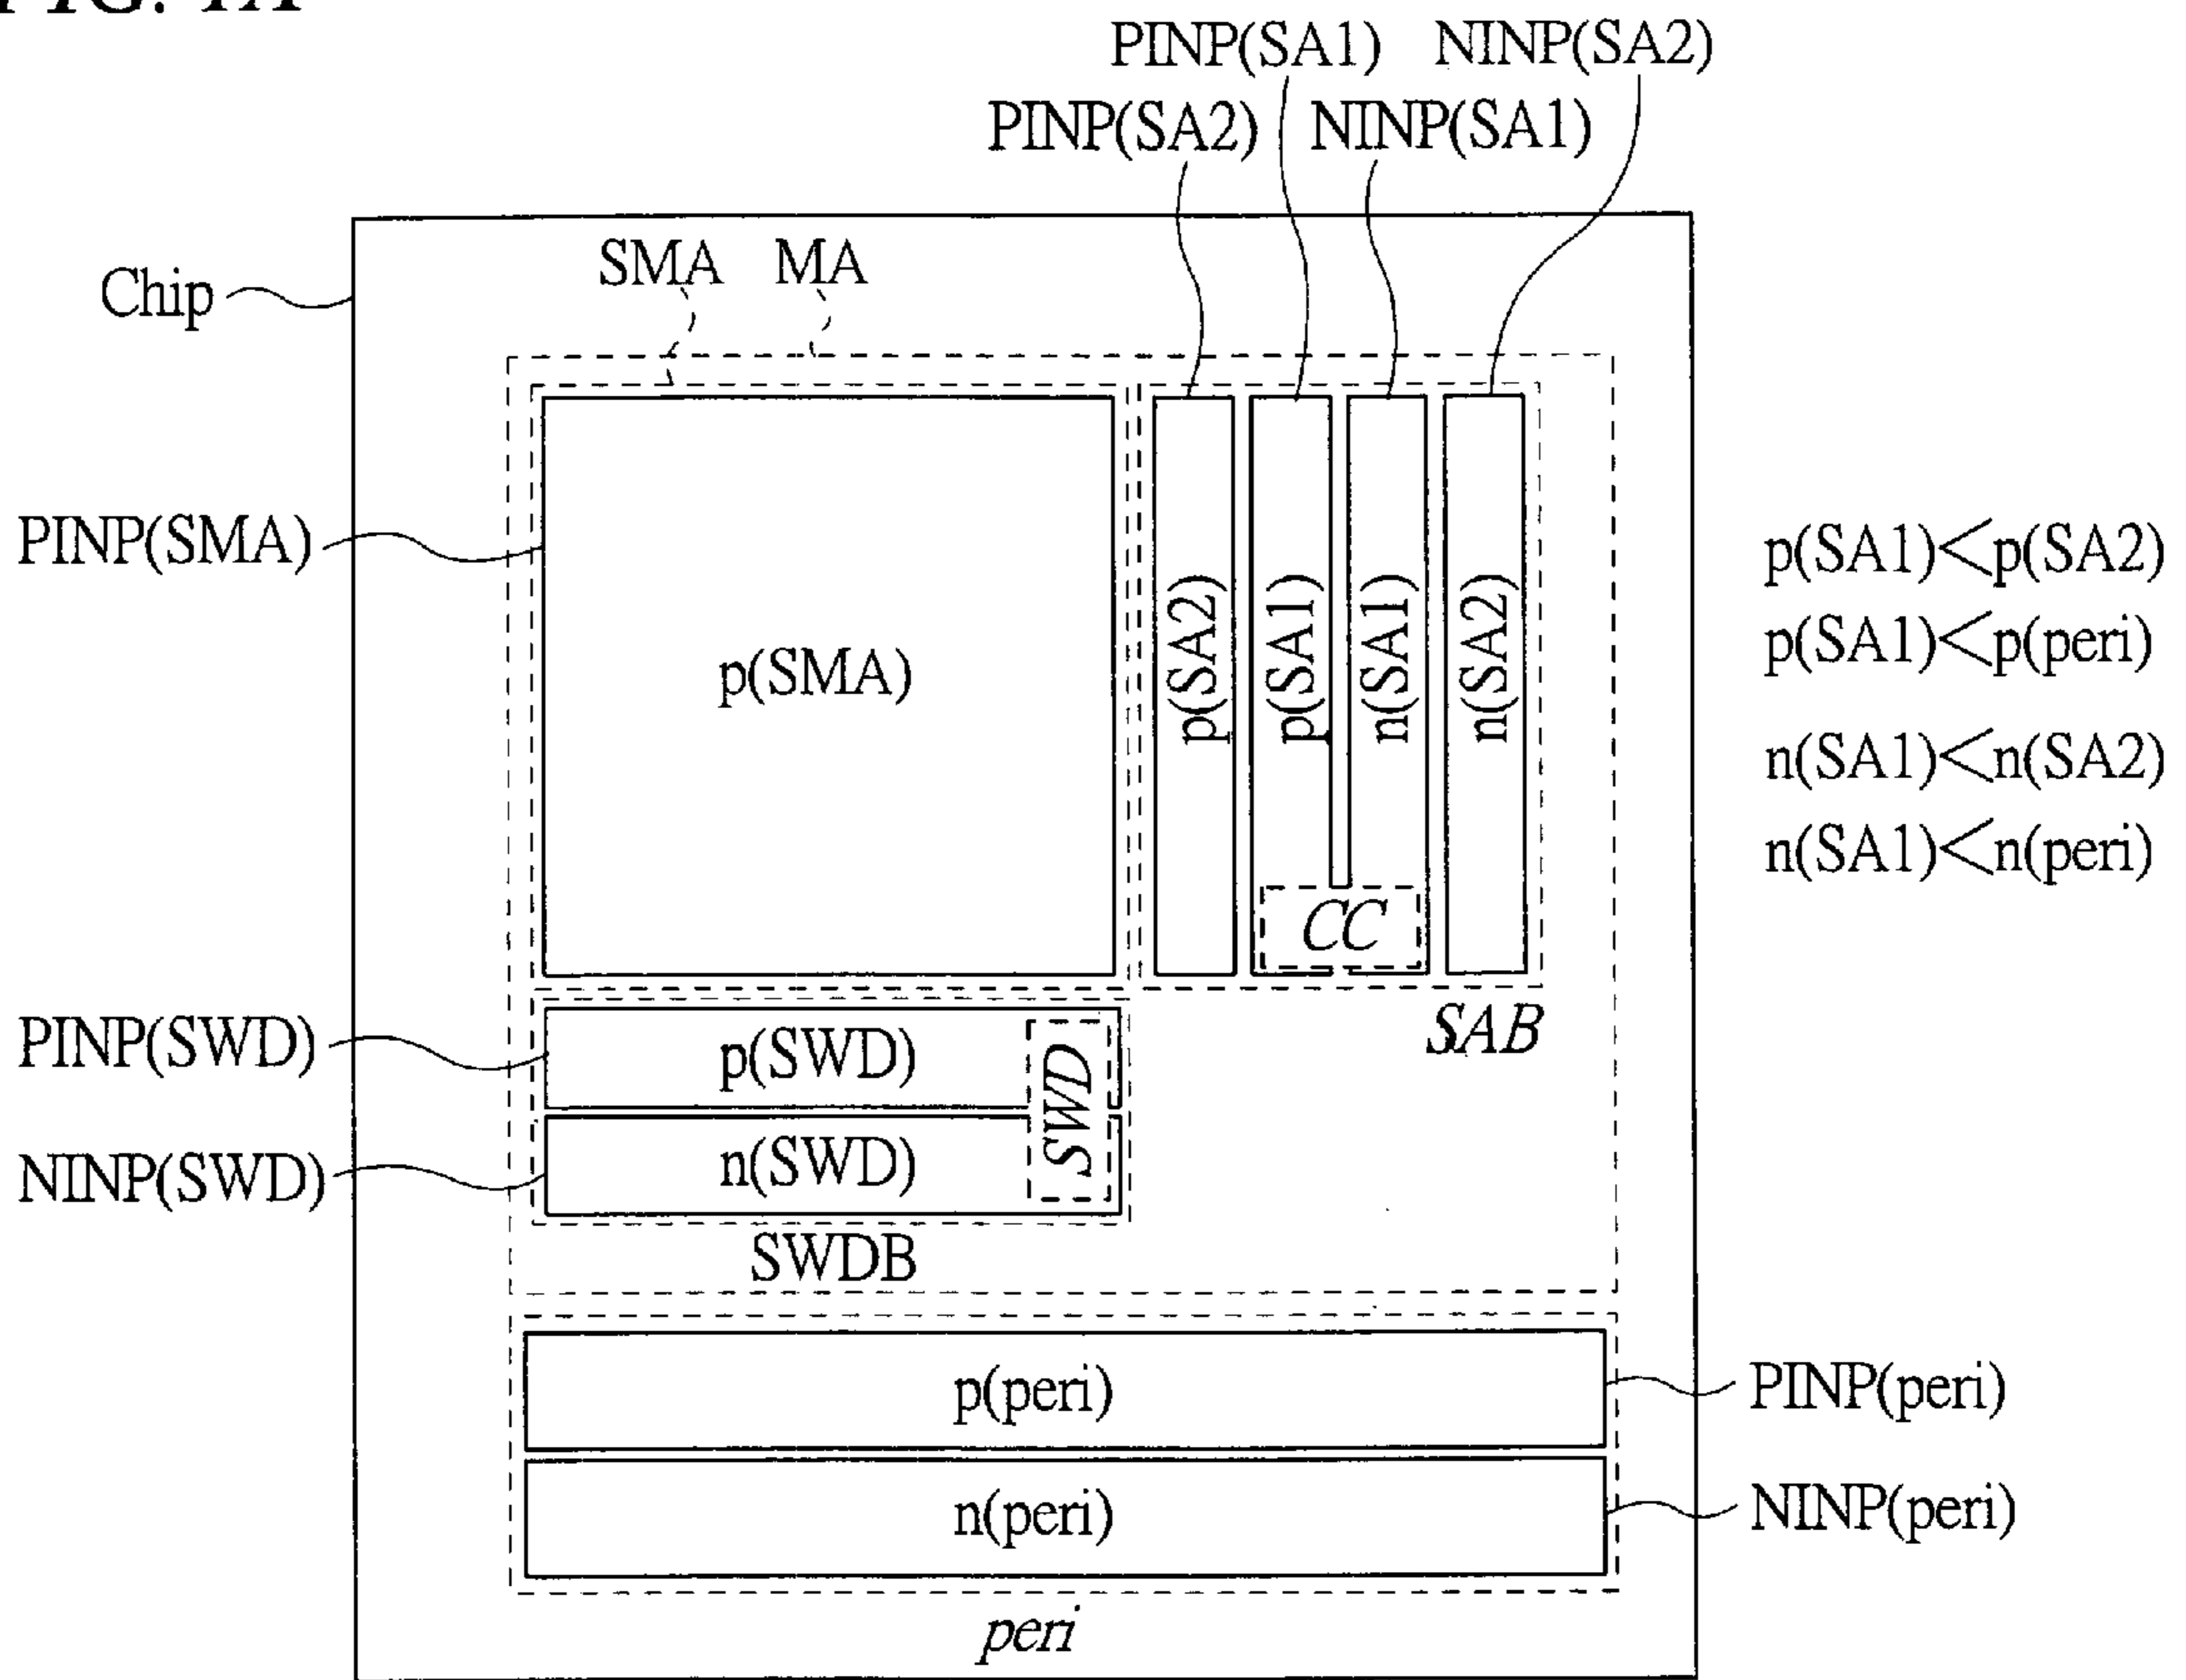 PINP(SA1) NINP(SA2)
PINP(SA2) NINP(SA1)
SMA MA
Chip
PINP(SMA)
p(SMA)
p(SA2)
p(SA1)
n(SA1)
n(SA2)
p(SA1)<p(SA2)
p(SA1)<p(peri)
n(SA1)<n(SA2)
n(SA1)<n(peri)
CC
SAB
PINP(SWD)
p(SWD)
SWD
NINP(SWD)
n(SWD)
SWDB
p(peri)
PINP(peri)
n(peri)
NINP(peri)
peri